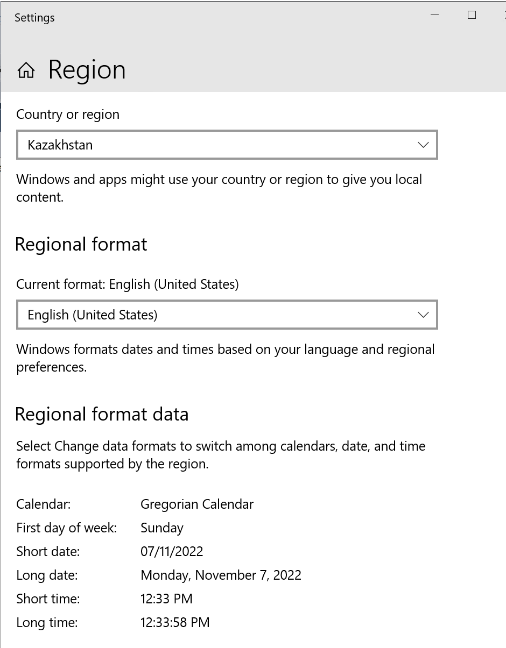 Settings
Region
Country or region
Kazakhstan
Windows and apps might use your country or region to give you local
content.
Regional format
Current format: English (United States)
English (United States)
Windows formats dates and times based on your language and regional
preferences.
Regional format data
Select Change data formats to switch among calendars, date, and time
formats supported by the region.
Calendar: Gregorian Calendar
First day of week: Sunday
Short date: 07/11/2022
Long date: Monday, November 7, 2022
Short time: 12:33 PM
Long time: 12:33:58 PM